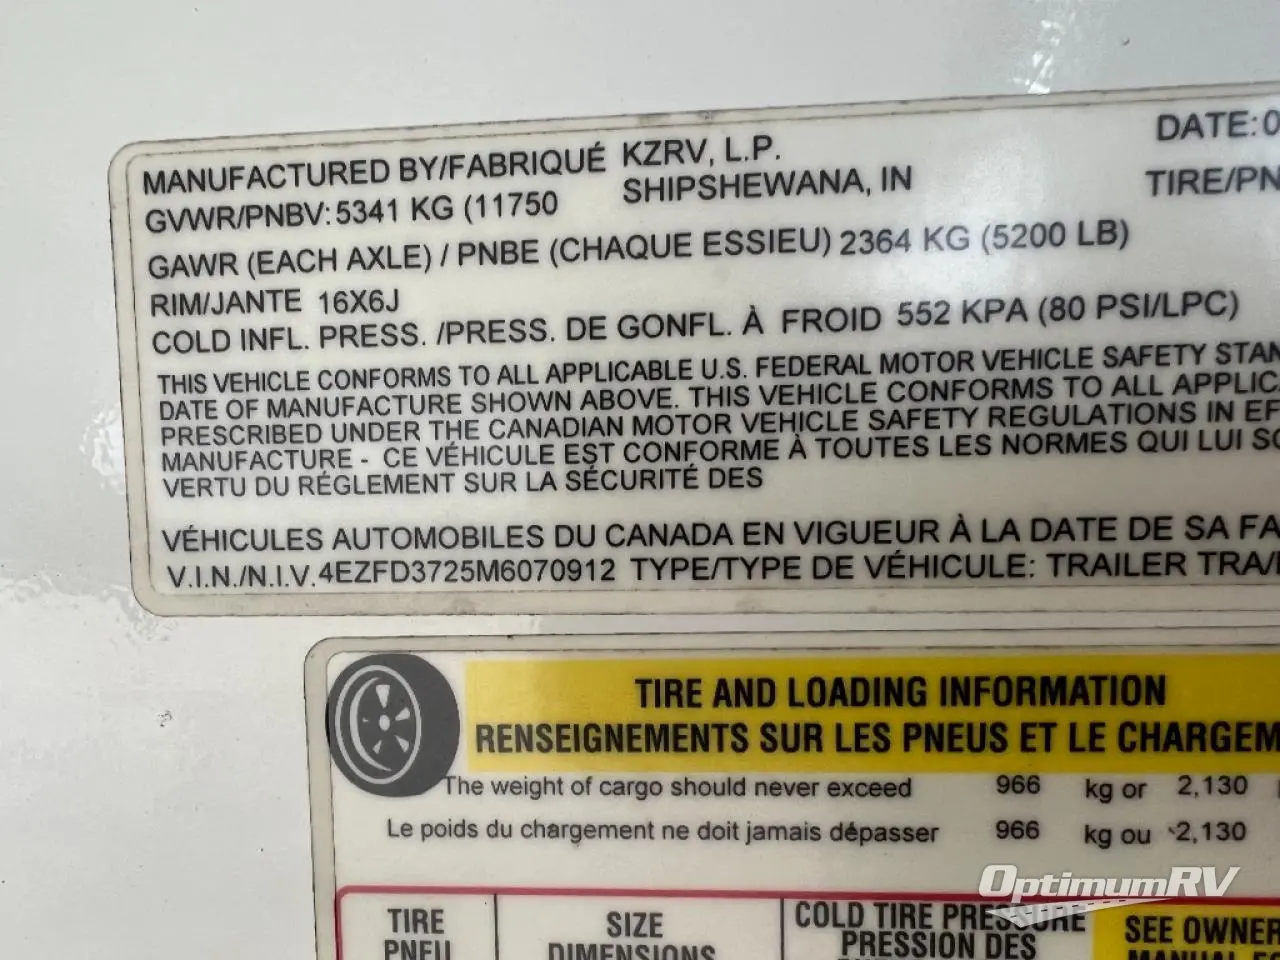 MANUFACTURED BY/FABRIQUÉ KZRV, L.P. DATE:0
SHIPSHEWANA, IN TIRE/PN
GVWR/PNBV: 5341 KG (11750
GAWR (EACH AXLE) / PNBE (CHAQUE ESSIEU) 2364 KG (5200 LB)
RIM/JANTE 16X6J
COLD INFL. PRESS. /PRESS. DE GONFL. À FROID 552 KPA (80 PSI/LPC)
THIS VEHICLE CONFORMS TO ALL APPLICABLE U.S. FEDERAL MOTOR VEHICLE SAFETY STAN
DATE OF MANUFACTURE SHOWN ABOVE. THIS VEHICLE CONFORMS TO ALL APPLIC
PRESCRIBED UNDER THE CANADIAN MOTOR VEHICLE SAFETY REGULATIONS IN EF
MANUFACTURE - CE VÉHICULE EST CONFORME À TOUTES LES NORMES QUI LUI SO
VERTU DU RÉGLEMENT SUR LA SÉCURITÉ DES
VÉHICULES AUTOMOBILES DU CANADA EN VIGUEUR À LA DATE DE SA FA
V.I.N./N.I.V. 4EZFD3725M6070912 TYPE/TYPE DE VÉHICULE: TRAILER TRA/
TIRE AND LOADING INFORMATION
RENSEIGNEMENTS SUR LES PNEUS ET LE CHARGEM
The weight of cargo should never exceed 966 kg or 2,130
Le poids du chargement ne doit jamais dépasser 966 kg ou 2,130
OptimumRV
TIRE SIZE COLD TIRE PRESSURE SEE OWNER
PNEU DIMENSIONS PRESSION DES MANUAL FO